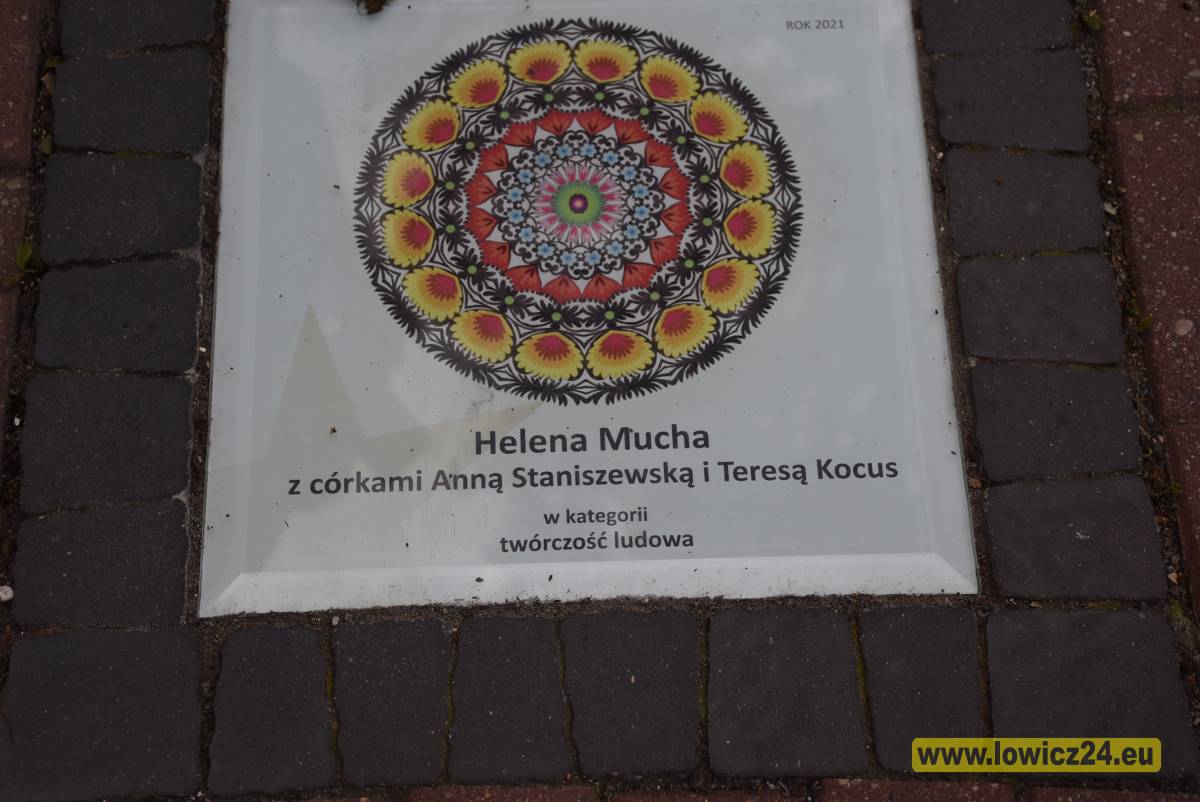 ROK 2021
Helena Mucha
z córkami Anną Staniszewską i Teresą Kocus
w kategorii
twórczość ludowa
www.lowicz24.eu